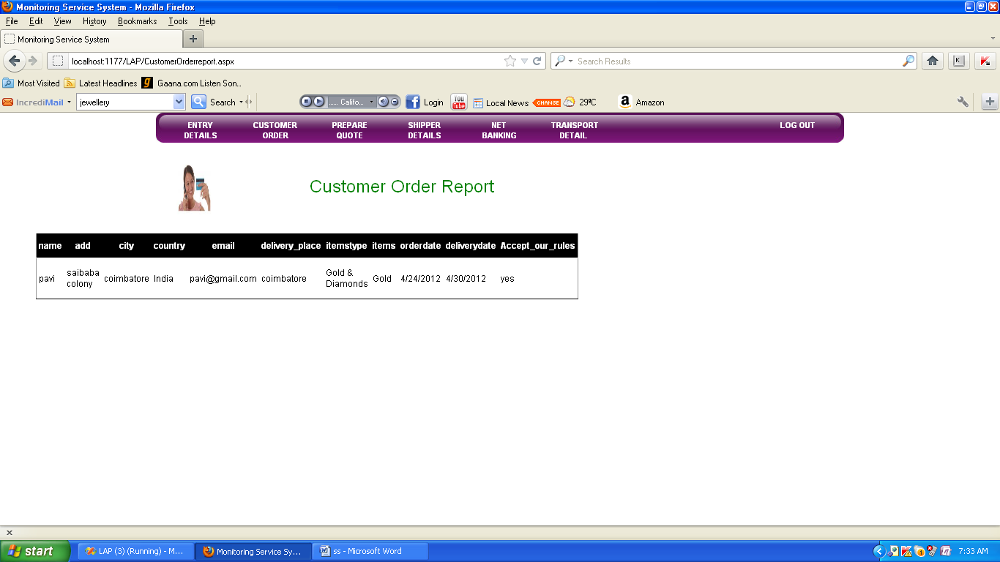 Monitoring Service System - Mozilla Firefox
File Edit View History Bookmarks Tools Help
Monitoring Service System
localhost:1177/LAP/CustomerOrderreport.aspx
Search Results
Most Visited Latest Headlines Gaana.com Listen Son...
IncrediMail jewellery Search ...... Califo... Login You Tube Local News CHANGE 29ºC a Amazon
ENTRY DETAILS
CUSTOMER ORDER
PREPARE QUOTE
SHIPPER DETAILS
NET BANKING
TRANSPORT DETAIL
LOG OUT
Customer Order Report
name add city country email delivery_place itemstype items orderdate deliverydate Accept_our_rules
pavi saibaba colony coimbatore India pavi@gmail.com coimbatore Gold & Diamonds Gold 4/24/2012 4/30/2012 yes
start LAP (3) (Running) - M... Monitoring Service Sy... ss - Microsoft Word 7:33 AM